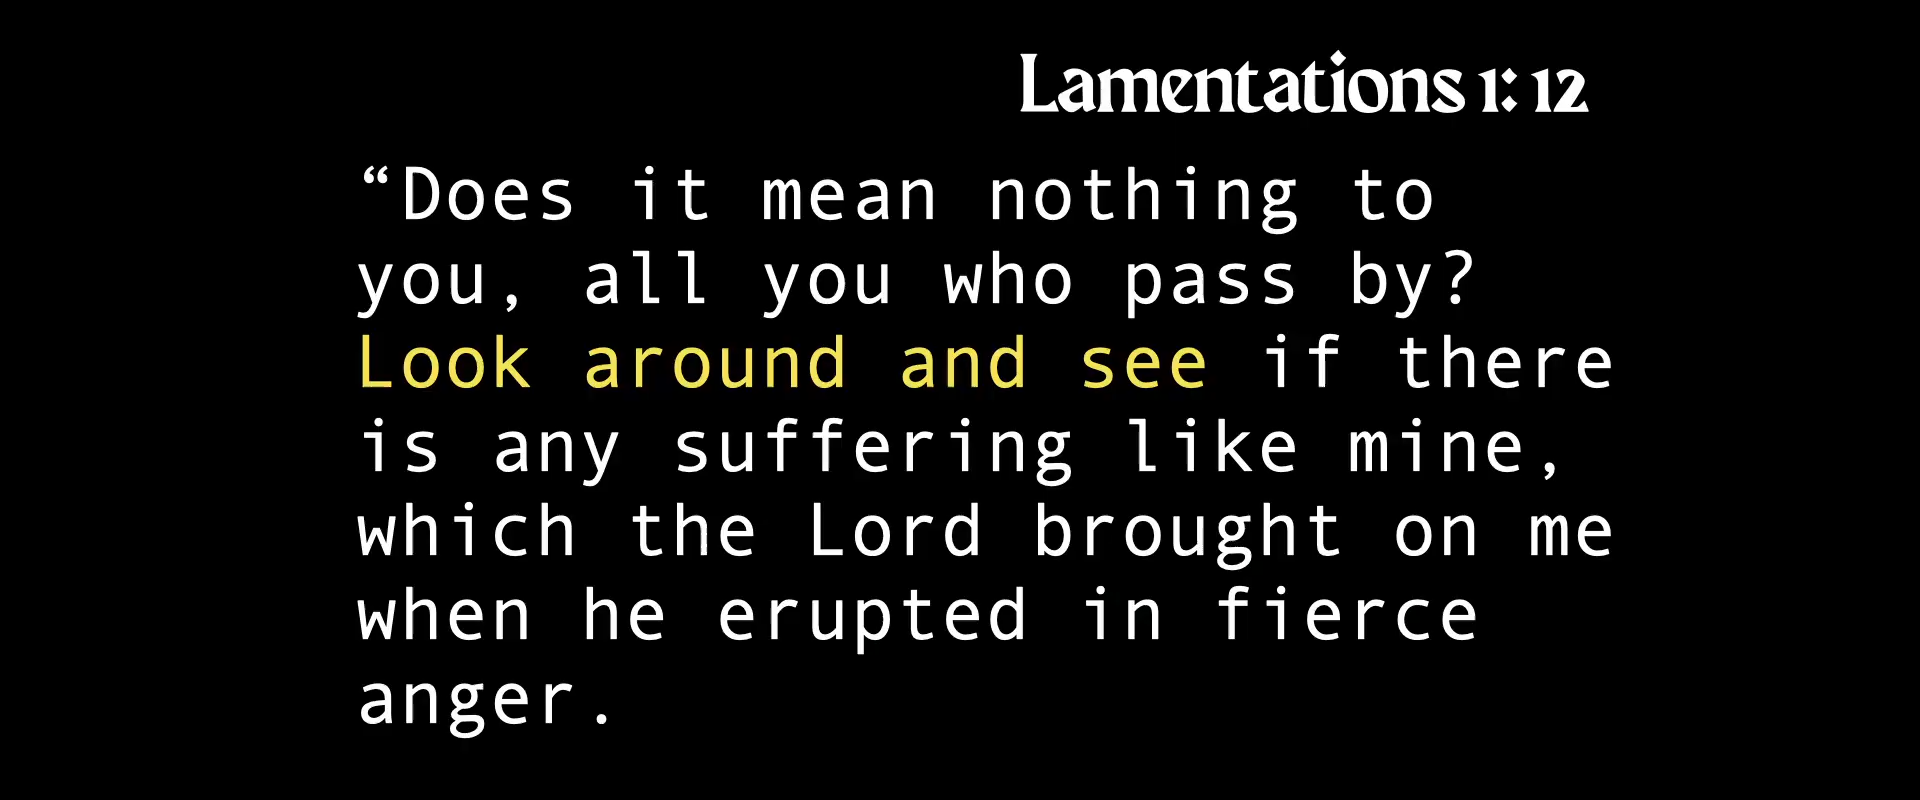 Lamentations 1: 12
“Does it mean nothing to
you, all you who pass by?
Look around and see if there
is any suffering like mine,
which the Lord brought on me
when he erupted in fierce
anger.